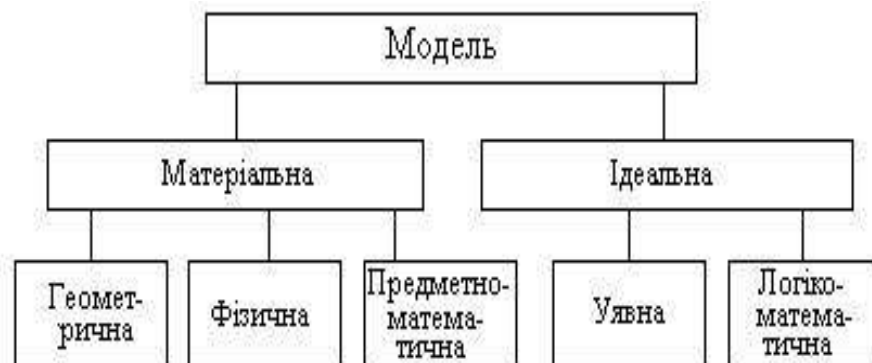 Модель
Матеріальна
Ідеальна
Геомет-
рична
Фізична
Предметно-
матема-
тична
Уявна
Логіко-
матема-
тична